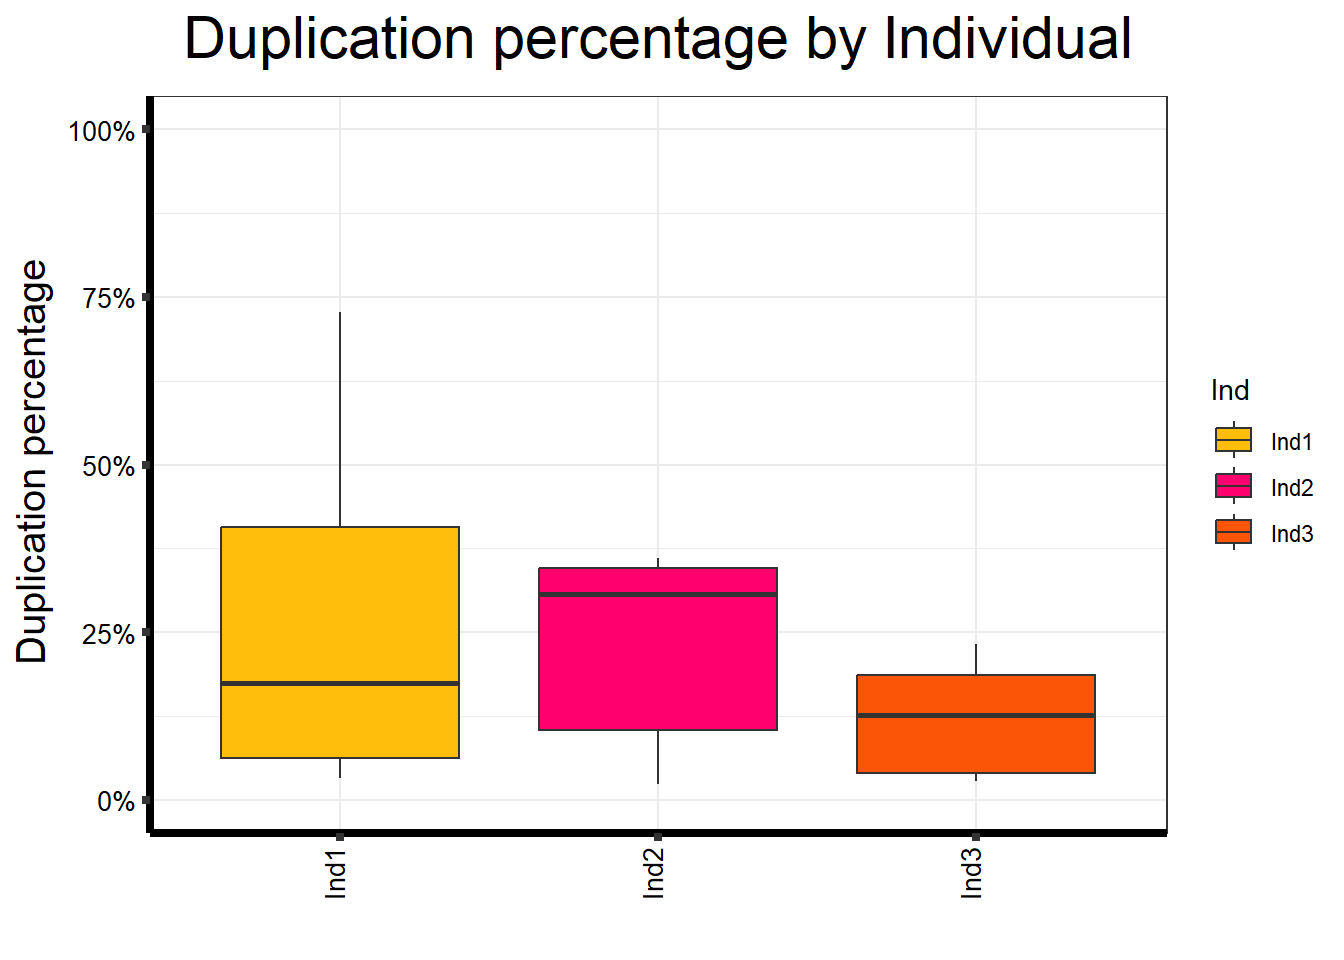 Duplication percentage by Individual
Duplication percentage
100%
75%
50%
25%
0%
Ind1
Ind2
Ind3
Ind
Ind1
Ind2
Ind3